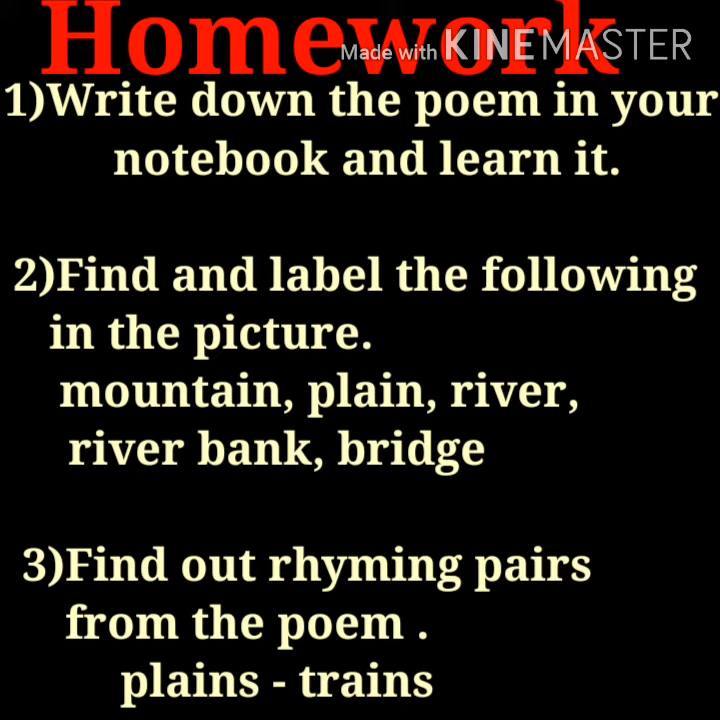 Homework
Made with KINEMASTER
1)Write down the poem in your
notebook and learn it.
2)Find and label the following
in the picture.
mountain, plain, river,
river bank, bridge
3)Find out rhyming pairs
from the poem .
plains - trains